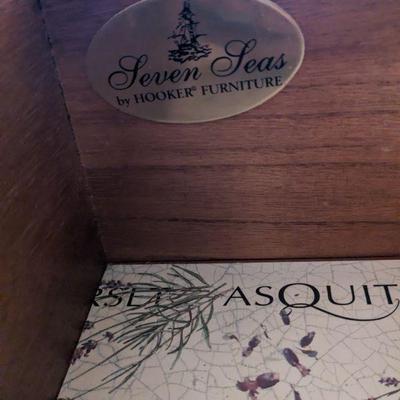 Seven Seas
by HOOKER® FURNITURE
ASQUIT